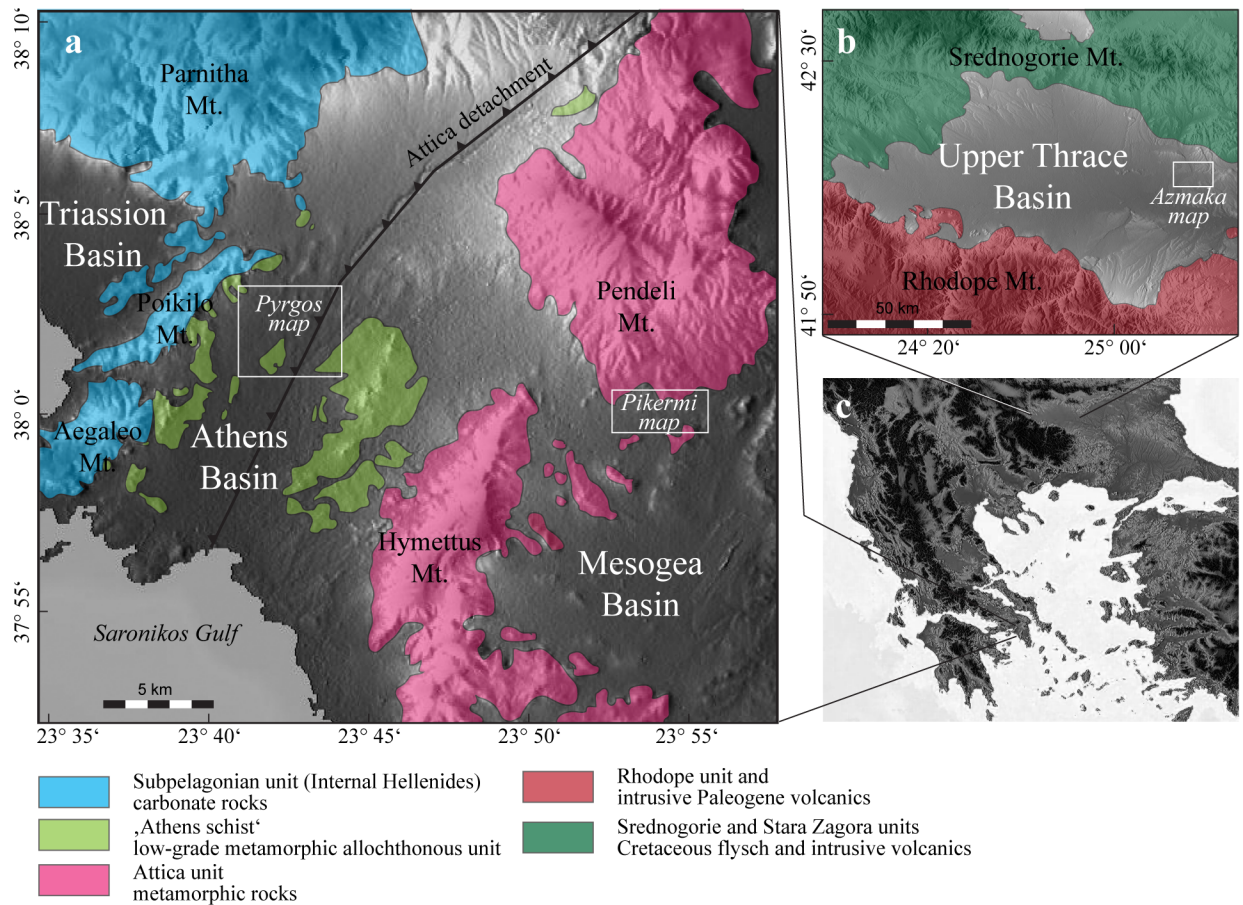 a
38° 10‘
38° 5‘
38° 0‘
37° 55‘
Parnitha
Mt.
Attica detachment
Triassion
Basin
Poikilo
Mt.
Pyrgos
map
Pendeli
Mt.
Aegaleo
Mt.
Athens
Basin
Pikermi
map
Hymettus
Mt.
Mesogea
Basin
Saronikos Gulf
5 km
23° 35‘
23° 40‘
23° 45‘
23° 50‘
23° 55‘
b
42° 30‘
41° 50‘
Srednogorie Mt.
Upper Thrace
Basin
Azmaka
map
Rhodope Mt.
50 km
24° 20‘
25° 00‘
c
Subpelagonian unit (Internal Hellenides)
carbonate rocks
‚Athens schist‘
low-grade metamorphic allochthonous unit
Attica unit
metamorphic rocks
Rhodope unit and
intrusive Paleogene volcanics
Srednogorie and Stara Zagora units
Cretaceous flysch and intrusive volcanics